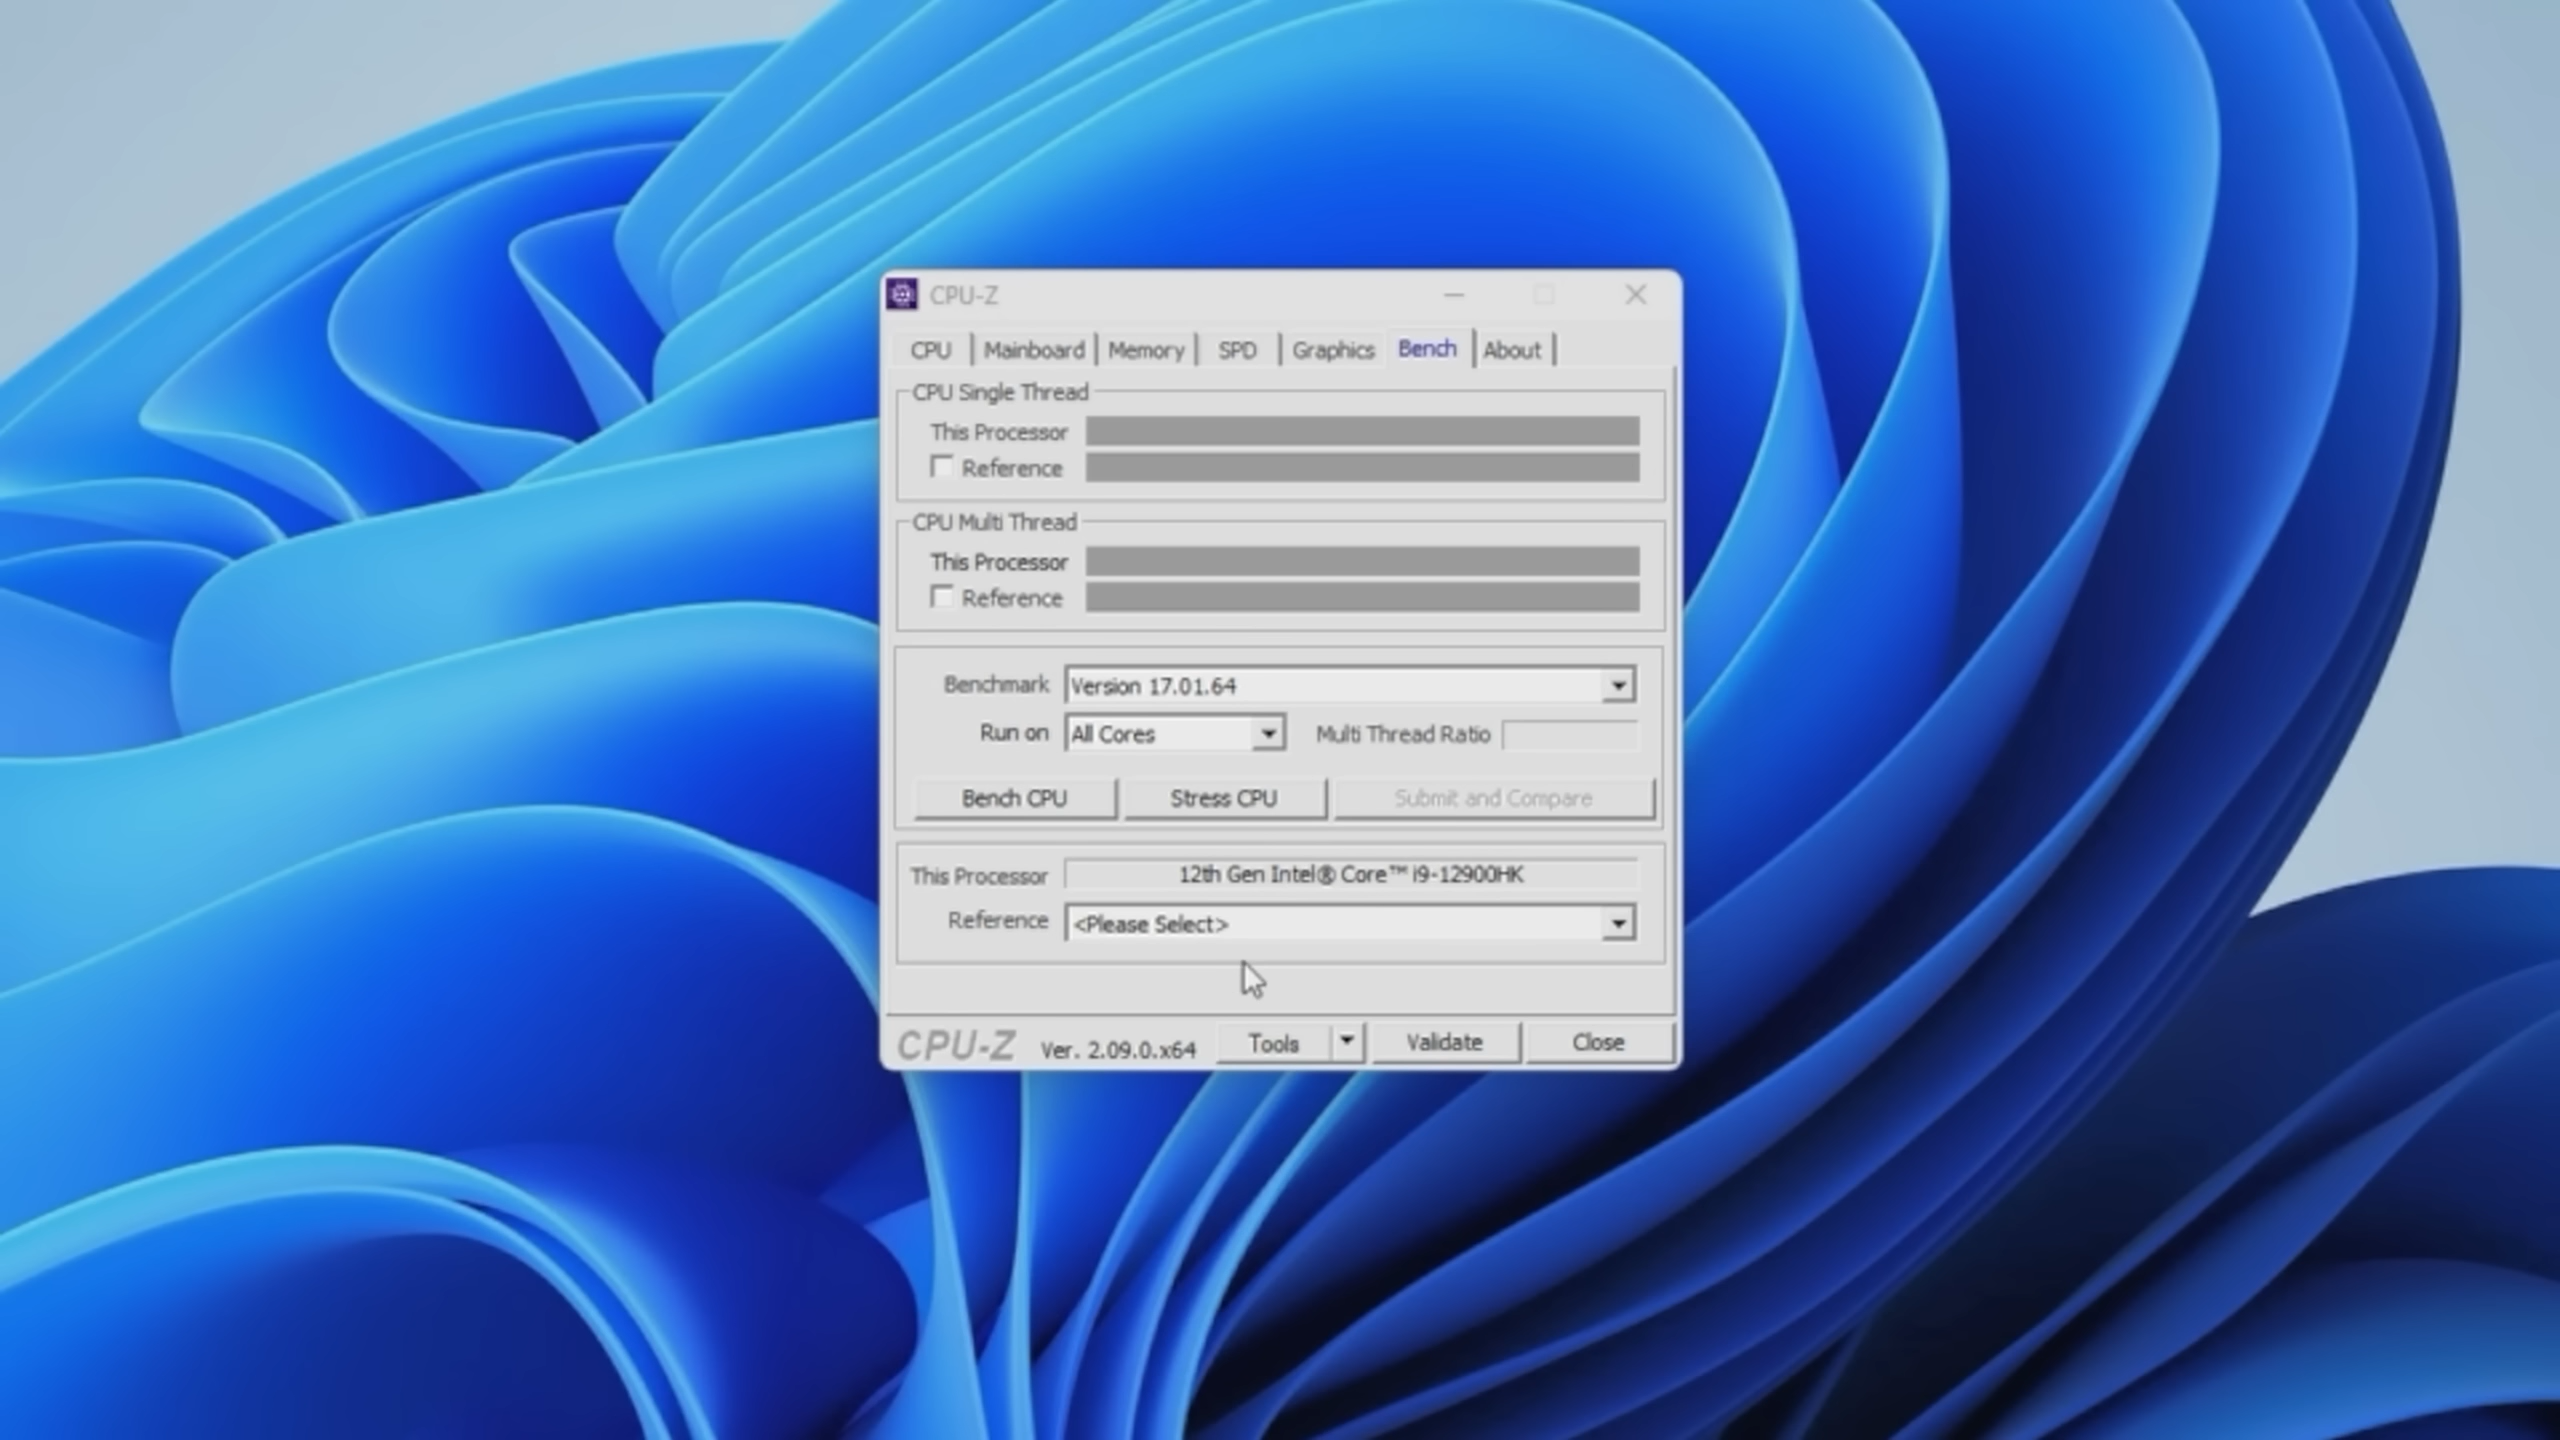 CPU-Z
CPU Mainboard Memory SPD Graphics Bench About
CPU Single Thread
This Processor
Reference
CPU Multi Thread
This Processor
Reference
Benchmark Version 17.01.64
Run on All Cores Multi Thread Ratio
Bench CPU Stress CPU Submit and Compare
This Processor 12th Gen Intel® Core™ i9-12900HK
Reference <Please Select>
CPU-Z Ver. 2.09.0.x64 Tools Validate Close